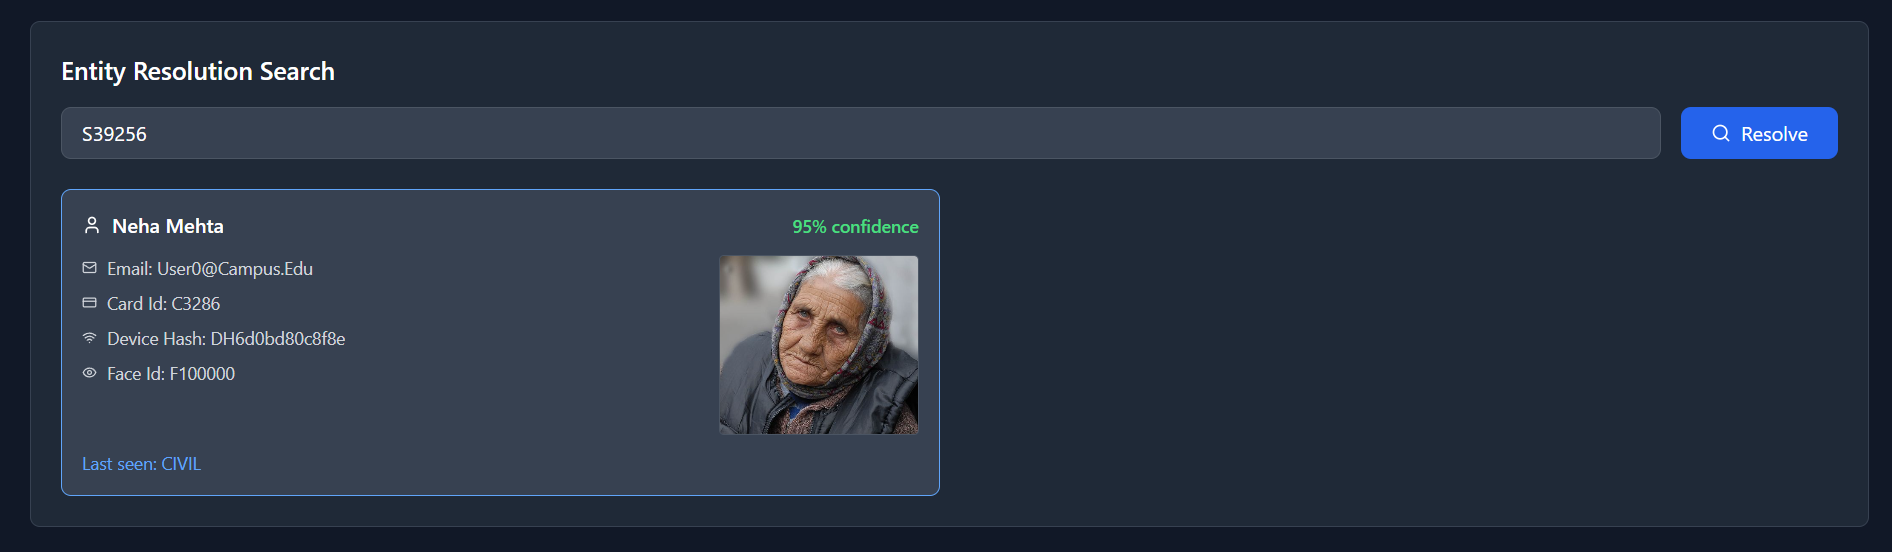 Entity Resolution Search
S39256
Resolve
Neha Mehta
95% confidence
Email: User0@Campus.Edu
Card Id: C3286
Device Hash: DH6d0bd80c8f8e
Face Id: F100000
Last seen: CIVIL